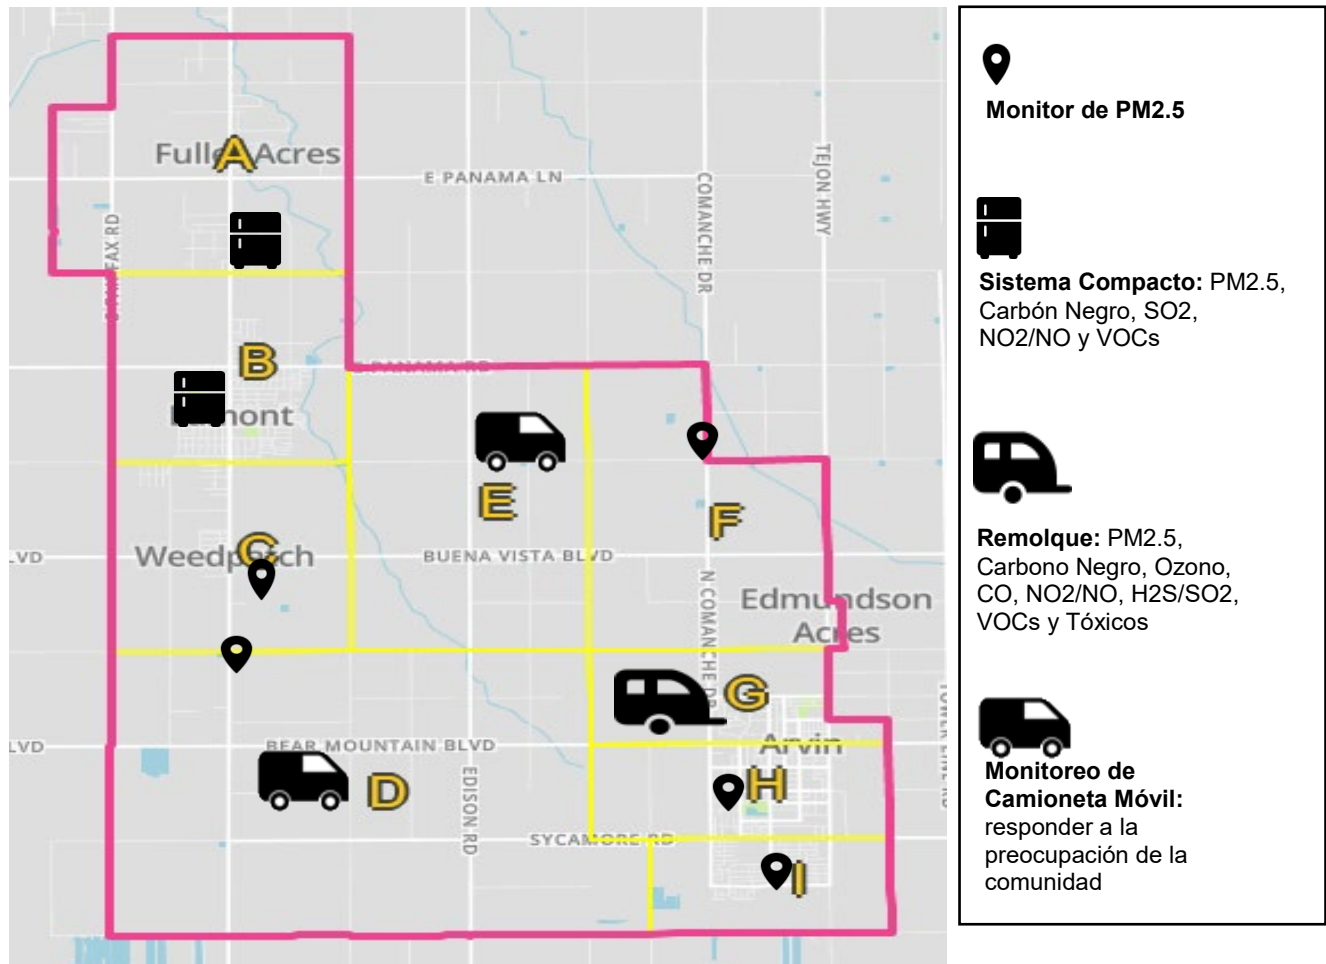 A
Fuller Acres
E PANAMA LN
COMANCHE DR
TEJON HWY
FAX RD
B
E PANAMA RD
mont
E
F
C
Weedpatch
LVD
BUENA VISTA BLVD
N COMANCHE DR
Edmundson
Acres
G
LVD
BEAR MOUNTAIN BLVD
Arvin
D
H
EDISON RD
SYCAMORE RD
I
Monitor de PM2.5
Sistema Compacto: PM2.5,
Carbón Negro, SO2,
NO2/NO y VOCs
Remolque: PM2.5,
Carbono Negro, Ozono,
CO, NO2/NO, H2S/SO2,
VOCs y Tóxicos
Monitoreo de
Camioneta Móvil:
responder a la
preocupación de la
comunidad